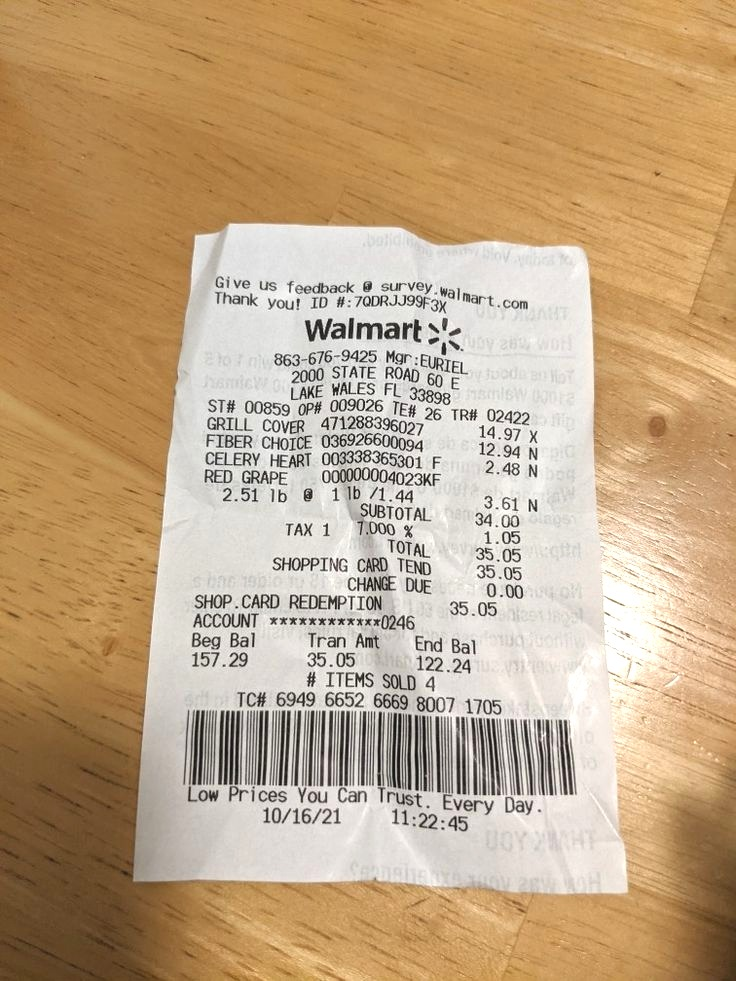 Give us feedback @ survey.walmart.com
Thank you! ID #:7QDRJJ99F3X
Walmart
863-676-9425 Mgr:EURIEL
2000 STATE ROAD 60 E
LAKE WALES FL 33898
ST# 00859 OP# 009026 TE# 26 TR# 02422
GRILL COVER 471288396027 14.97 X
FIBER CHOICE 036926600094 12.94 N
CELERY HEART 003338365301 F 2.48 N
RED GRAPE 000000004023KF
2.51 lb @ 1 lb /1.44 3.61 N
SUBTOTAL 34.00
TAX 1 7.000 % 1.05
TOTAL 35.05
SHOPPING CARD TEND 35.05
CHANGE DUE 0.00
SHOP.CARD REDEMPTION 35.05
ACCOUNT ************0246
Beg Bal Tran Amt End Bal
157.29 35.05 122.24
# ITEMS SOLD 4
TC# 6949 6652 6669 8007 1705
Low Prices You Can Trust. Every Day.
10/16/21 11:22:45